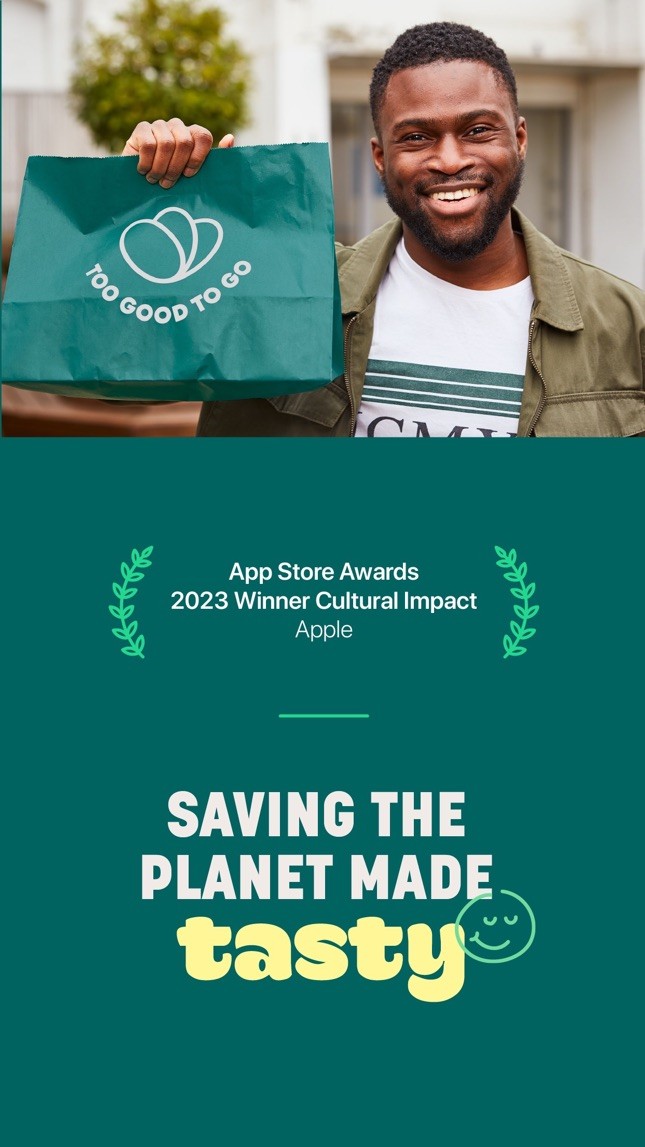 TOO GOOD TO GO
App Store Awards
2023 Winner Cultural Impact
Apple
SAVING THE
PLANET MADE
tasty